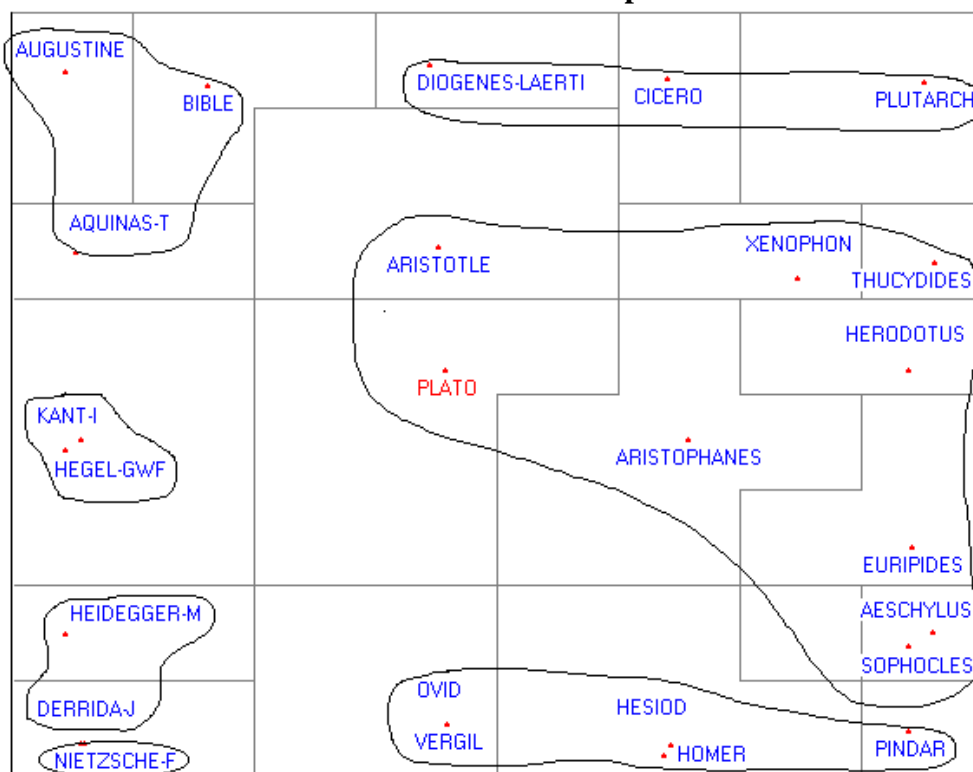 AUGUSTINE
BIBLE
DIOGENES-LAERTI
CICERO
PLUTARCH
AQUINAS-T
ARISTOTLE
XENOPHON
THUCYDIDES
HERODOTUS
PLATO
KANT-I
HEGEL-GWF
ARISTOPHANES
EURIPIDES
HEIDEGGER-M
AESCHYLUS
SOPHOCLES
DERRIDA-J
OVID
HESIOD
VERGIL
HOMER
PINDAR
NIETZSCHE-F